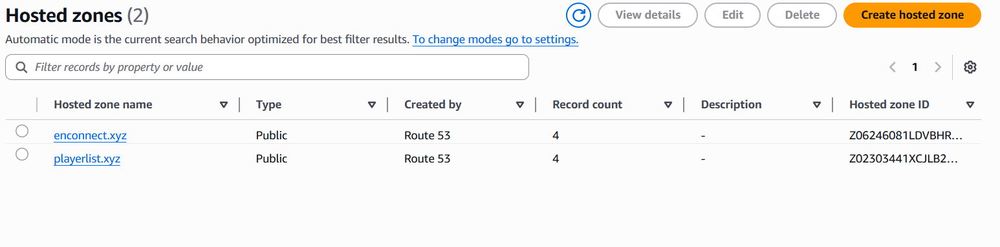 Hosted zones (2)
View details
Edit
Delete
Create hosted zone
Automatic mode is the current search behavior optimized for best filter results. To change modes go to settings.
Filter records by property or value
1
Hosted zone name Type Created by Record count Description Hosted zone ID
enconnect.xyz Public Route 53 4 - Z06246081LDVBHR...
playerlist.xyz Public Route 53 4 - Z02303441XCJLB2...